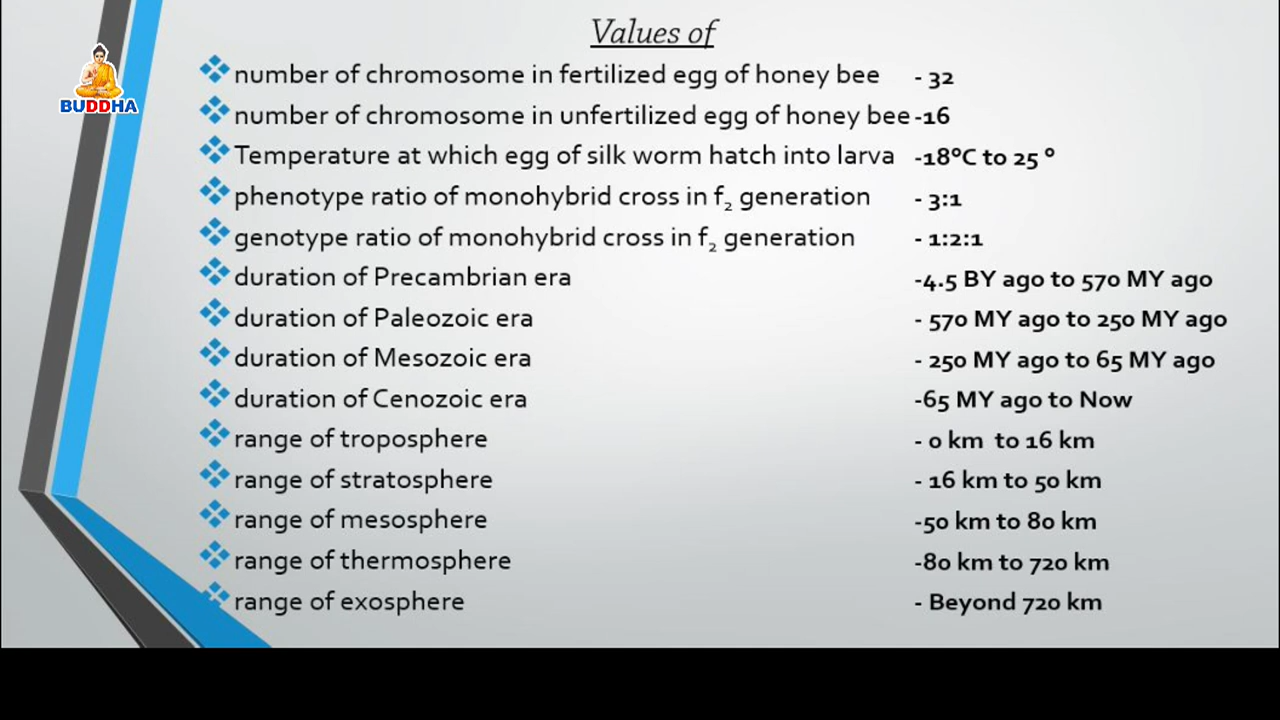 Values of
BUDDHA
number of chromosome in fertilized egg of honey bee - 32
number of chromosome in unfertilized egg of honey bee -16
Temperature at which egg of silk worm hatch into larva -18°C to 25 °
phenotype ratio of monohybrid cross in f₂ generation - 3:1
genotype ratio of monohybrid cross in f₂ generation - 1:2:1
duration of Precambrian era -4.5 BY ago to 570 MY ago
duration of Paleozoic era - 570 MY ago to 250 MY ago
duration of Mesozoic era - 250 MY ago to 65 MY ago
duration of Cenozoic era -65 MY ago to Now
range of troposphere - 0 km to 16 km
range of stratosphere - 16 km to 50 km
range of mesosphere -50 km to 80 km
range of thermosphere -80 km to 720 km
range of exosphere - Beyond 720 km